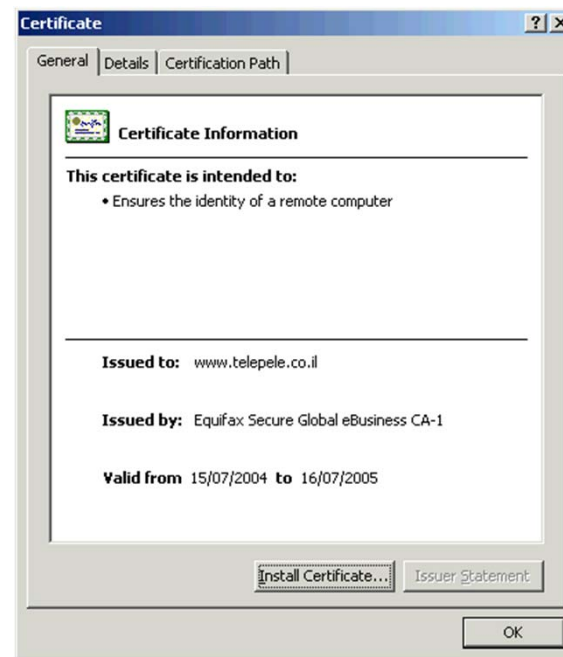 Certificate
General Details Certification Path
Certificate Information
This certificate is intended to:
• Ensures the identity of a remote computer
Issued to: www.telepele.co.il
Issued by: Equifax Secure Global eBusiness CA-1
Valid from 15/07/2004 to 16/07/2005
Install Certificate... Issuer Statement
OK